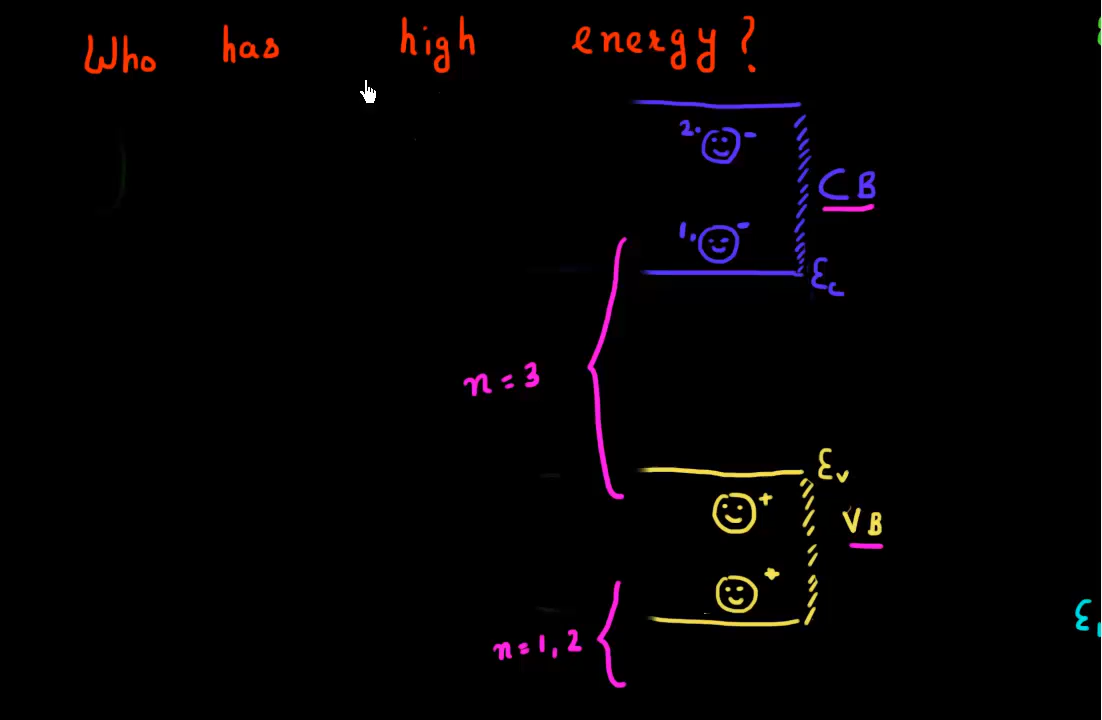 Who has high energy?
2. -
CB
1. -
Ec
n = 3
Ev
+
VB
+
n = 1, 2